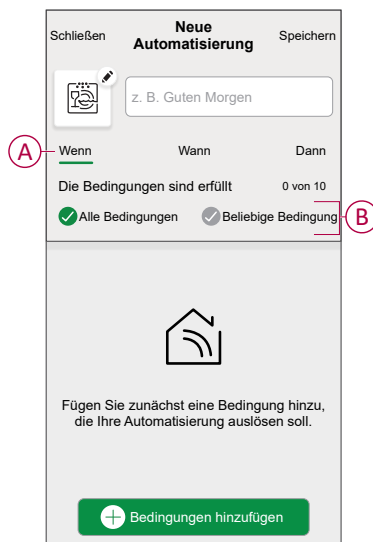 Schließen
Neue
Automatisierung
Speichern
z. B. Guten Morgen
A
Wenn
Wann
Dann
Die Bedingungen sind erfüllt
0 von 10
Alle Bedingungen
Beliebige Bedingung
B
Fügen Sie zunächst eine Bedingung hinzu,
die Ihre Automatisierung auslösen soll.
Bedingungen hinzufügen